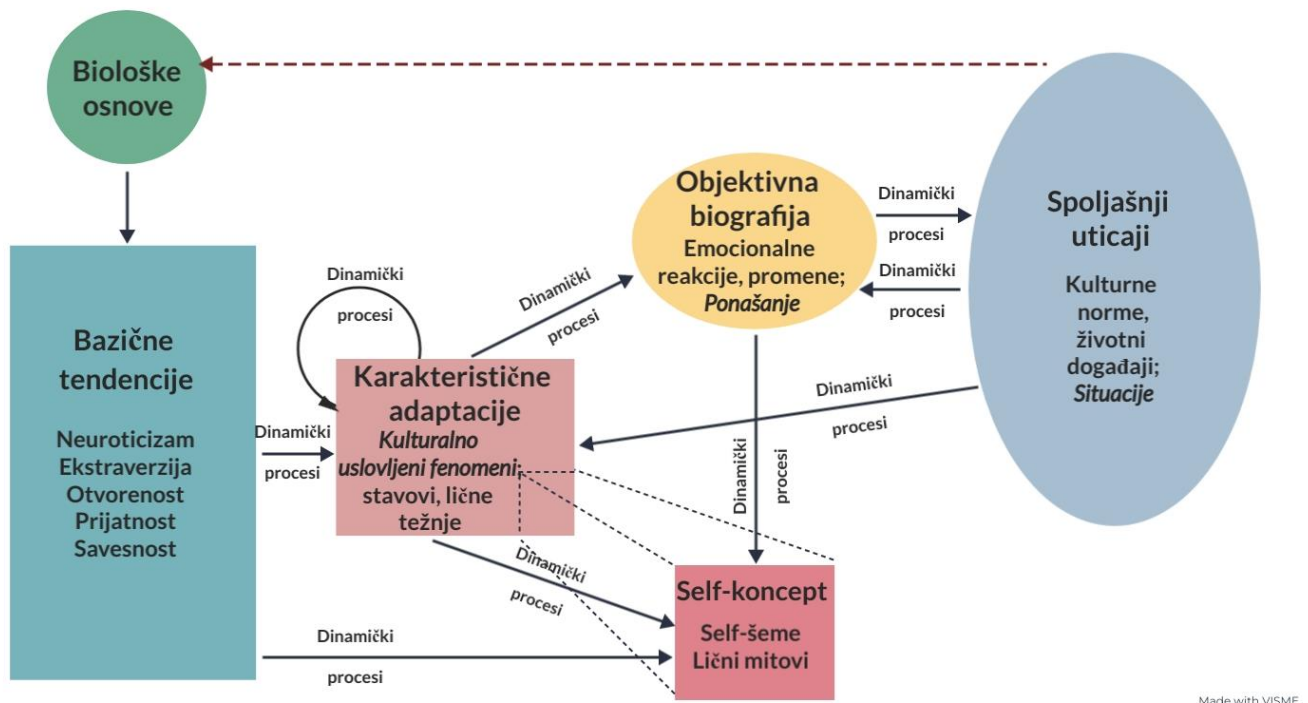 Biološke
osnove
Bazične
tendencije
Neuroticizam
Ekstraverzija
Otvorenost
Prijatnost
Savesnost
Dinamički
procesi
Dinamički
procesi
Karakteristične
adaptacije
Kulturalno
uslovljeni fenomeni:
stavovi, lične
težnje
Dinamički
procesi
Objektivna
biografija
Emocionalne
reakcije, promene;
Ponašanje
Dinamički
procesi
Dinamički
procesi
Spoljašnji
uticaji
Kulturne
norme,
životni
događaji;
Situacije
Dinamički
procesi
Dinamički
procesi
Dinamički
procesi
Dinamički
procesi
Self-koncept
Self-šeme
Lični mitovi
Made with VISME